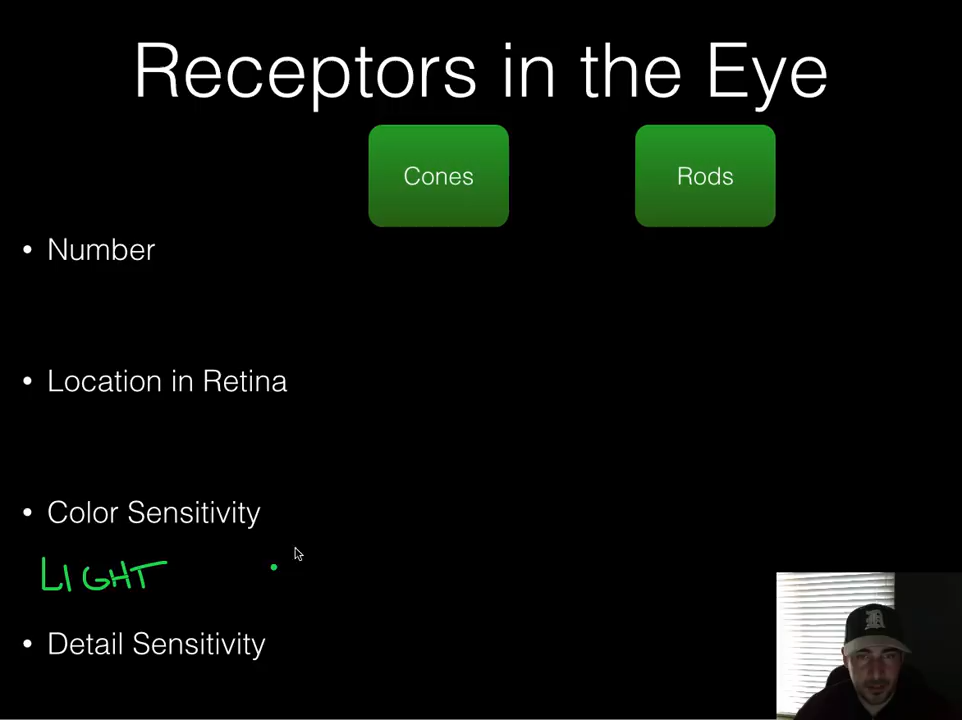 Receptors in the Eye
Cones Rods
• Number
• Location in Retina
• Color Sensitivity
LIGHT
• Detail Sensitivity